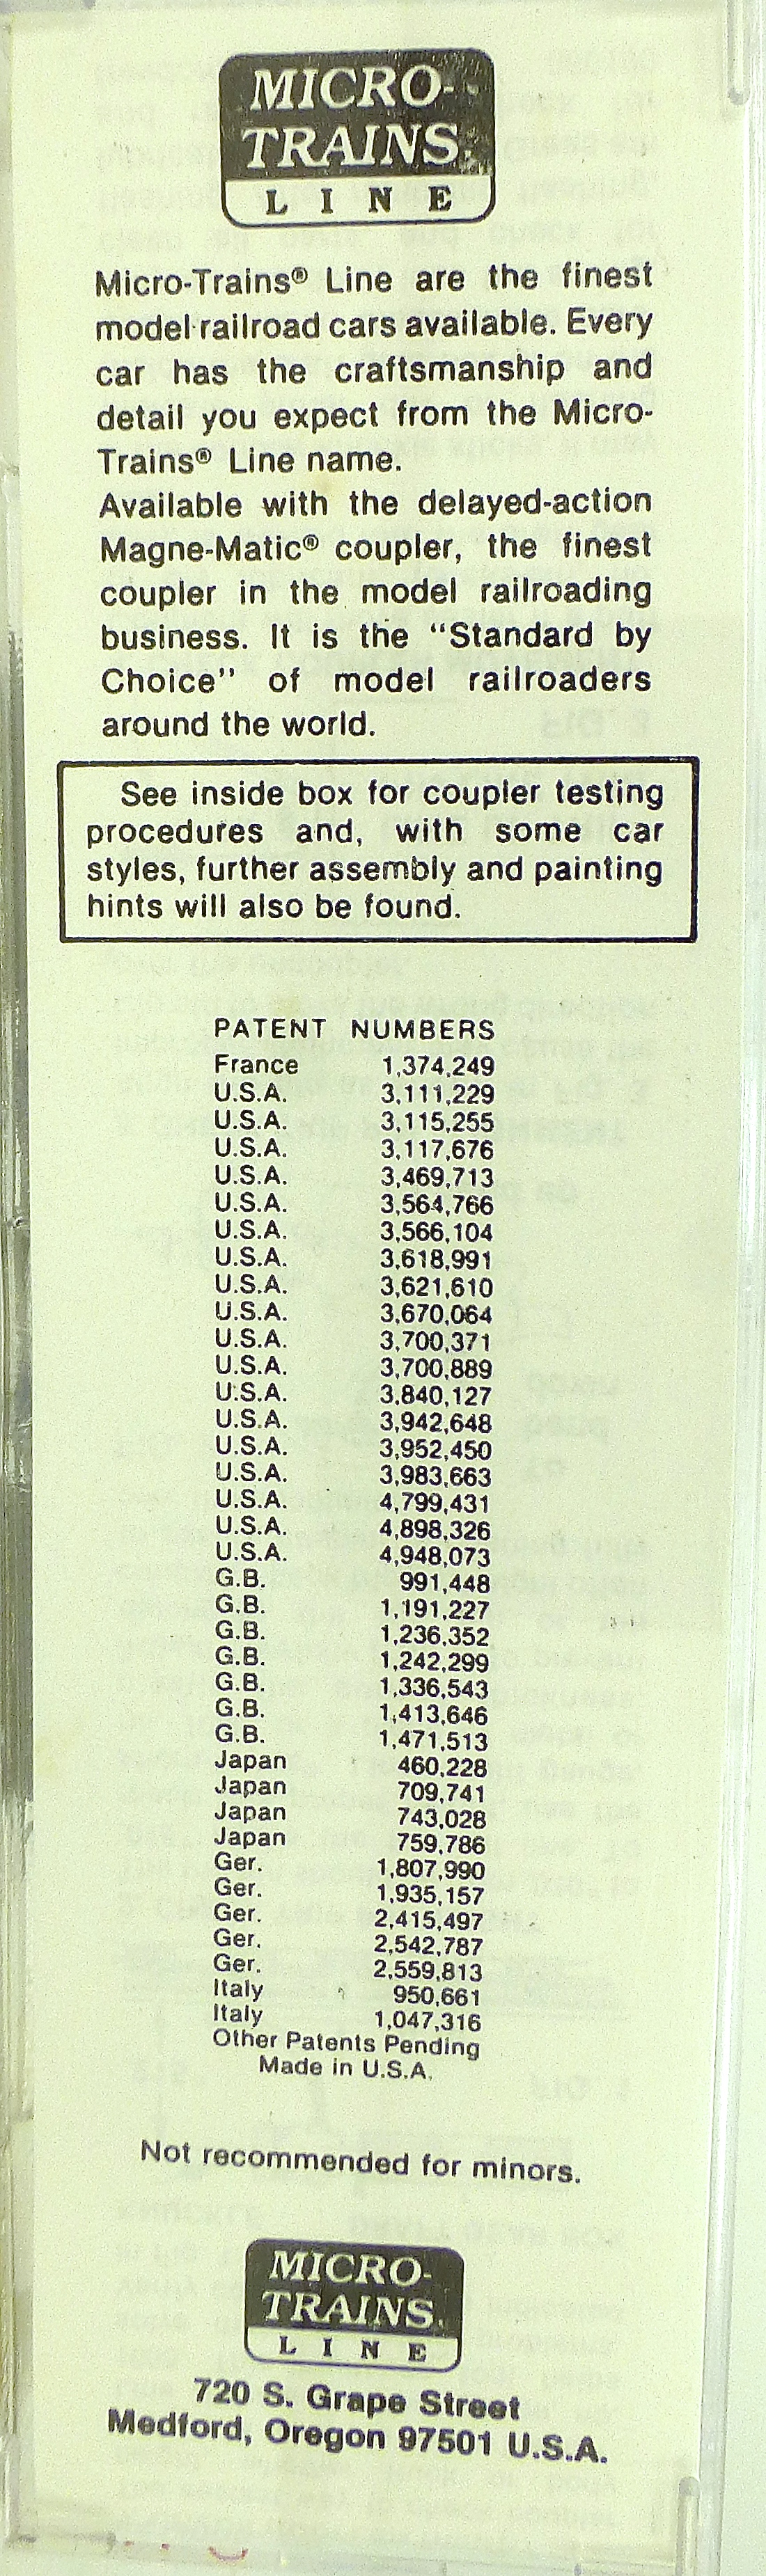 MICRO-
TRAINS®
LINE
Micro-Trains® Line are the finest
model railroad cars available. Every
car has the craftsmanship and
detail you expect from the Micro-
Trains® Line name.
Available with the delayed-action
Magne-Matic® coupler, the finest
coupler in the model railroading
business. It is the “Standard by
Choice” of model railroaders
around the world.
See inside box for coupler testing
procedures and, with some car
styles, further assembly and painting
hints will also be found.
PATENT NUMBERS
France 1,374,249
U.S.A. 3,111,229
U.S.A. 3,115,255
U.S.A. 3,117,676
U.S.A. 3,469,713
U.S.A. 3,564,766
U.S.A. 3,566,104
U.S.A. 3,618,991
U.S.A. 3,621,610
U.S.A. 3,670,064
U.S.A. 3,700,371
U.S.A. 3,700,889
U.S.A. 3,840,127
U.S.A. 3,942,648
U.S.A. 3,952,450
U.S.A. 3,983,663
U.S.A. 4,799,431
U.S.A. 4,898,326
U.S.A. 4,948,073
G.B. 991,448
G.B. 1,191,227
G.B. 1,236,352
G.B. 1,242,299
G.B. 1,336,543
G.B. 1,413,646
G.B. 1,471,513
Japan 460,228
Japan 709,741
Japan 743,028
Japan 759,786
Ger. 1,807,990
Ger. 1,935,157
Ger. 2,415,497
Ger. 2,542,787
Ger. 2,559,813
Italy 950,661
Italy 1,047,316
Other Patents Pending
Made in U.S.A.
Not recommended for minors.
MICRO-
TRAINS®
LINE
720 S. Grape Street
Medford, Oregon 97501 U.S.A.